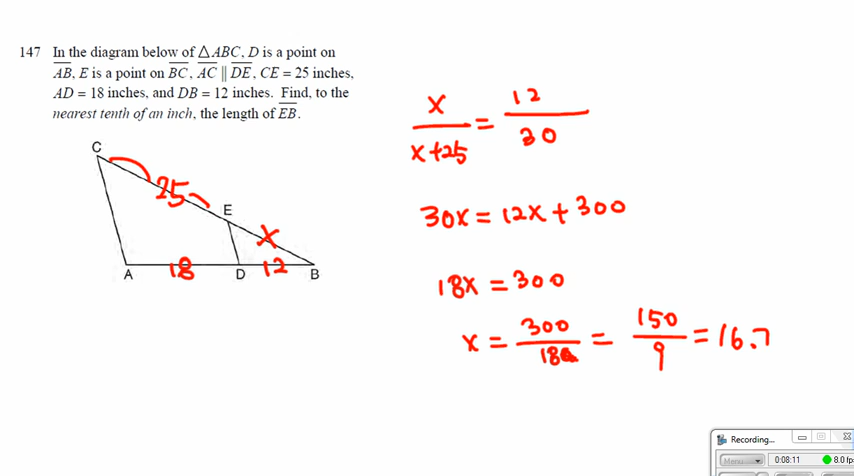 147 In the diagram below of △ABC, D is a point on
AB, E is a point on BC, AC || DE, CE = 25 inches,
AD = 18 inches, and DB = 12 inches. Find, to the
nearest tenth of an inch, the length of EB.
x/x+25 = 12/30
30x = 12x + 300
18x = 300
x = 300/18 = 150/9 = 16.7
C
25
E
x
A
18
D
12
B
Recording...
Menu
0:08:11
8.0 fp